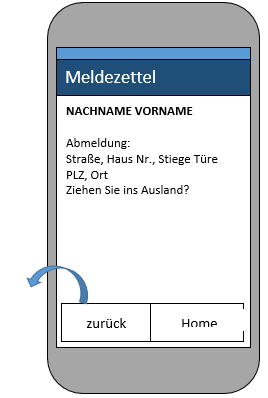 Meldezettel
NACHNAME VORNAME
Abmeldung:
Straße, Haus Nr., Stiege Türe
PLZ, Ort
Ziehen Sie ins Ausland?
zurück Home